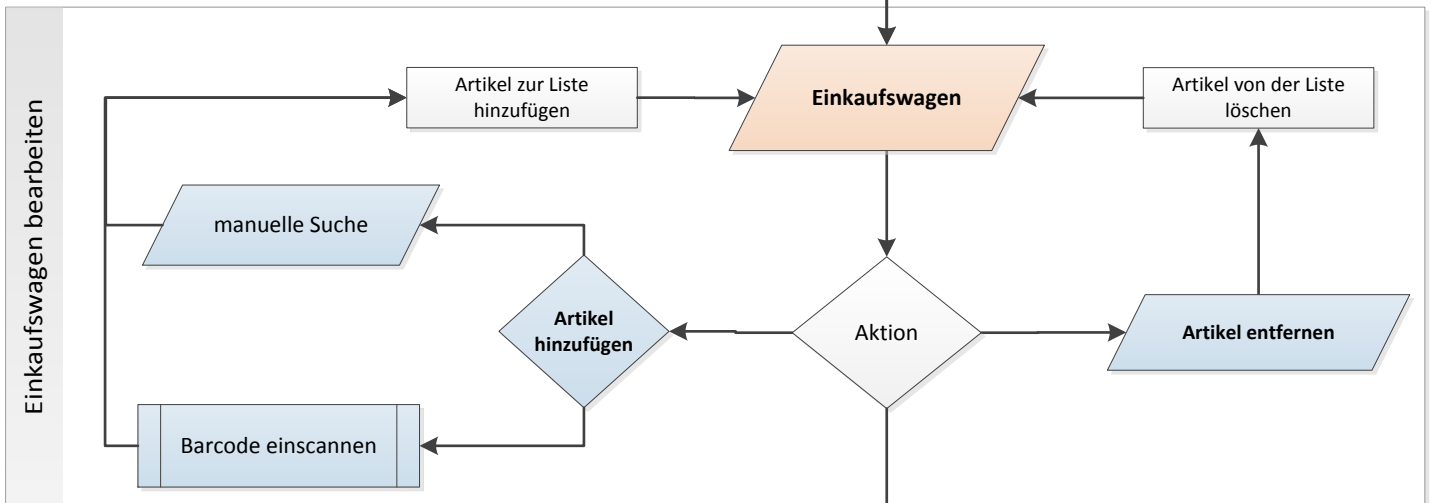 Einkaufswagen bearbeiten
Artikel zur Liste
hinzufügen
Einkaufswagen
Artikel von der Liste
löschen
manuelle Suche
Artikel
hinzufügen
Aktion
Artikel entfernen
Barcode einscannen